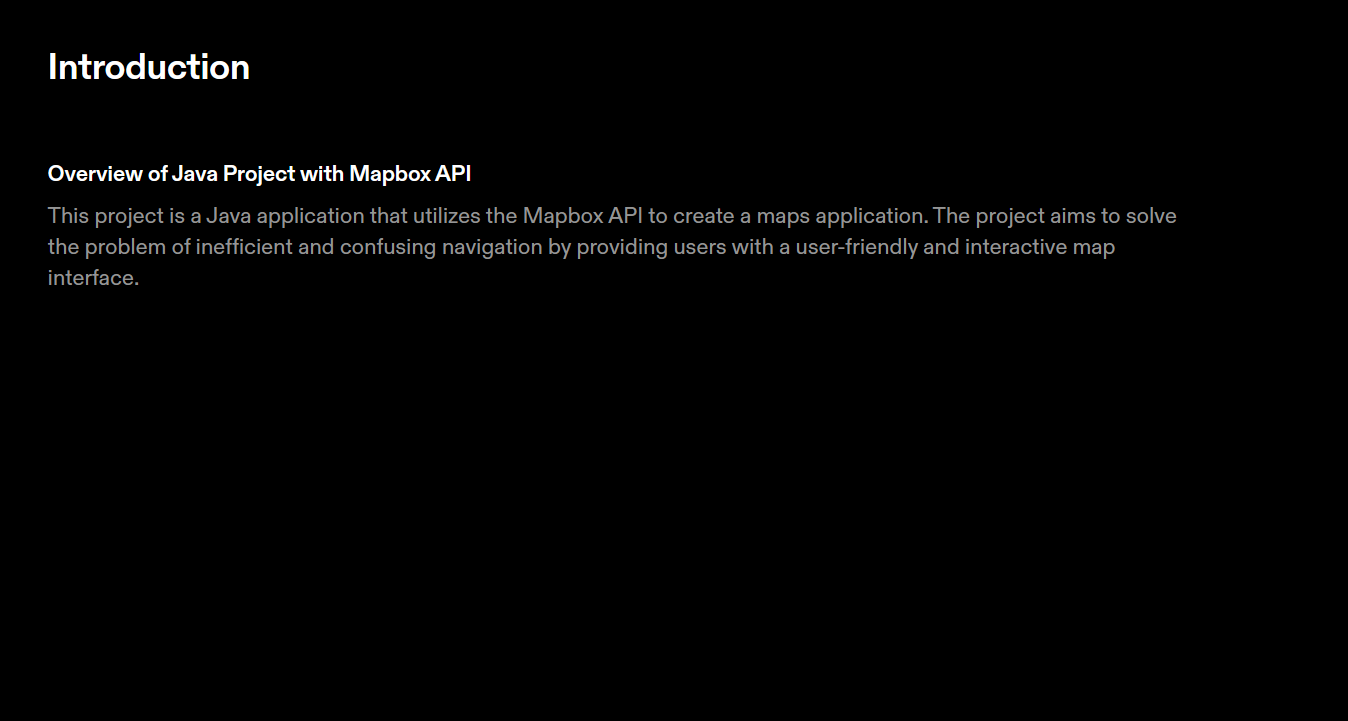 Introduction
Overview of Java Project with Mapbox API
This project is a Java application that utilizes the Mapbox API to create a maps application. The project aims to solve
the problem of inefficient and confusing navigation by providing users with a user-friendly and interactive map
interface.